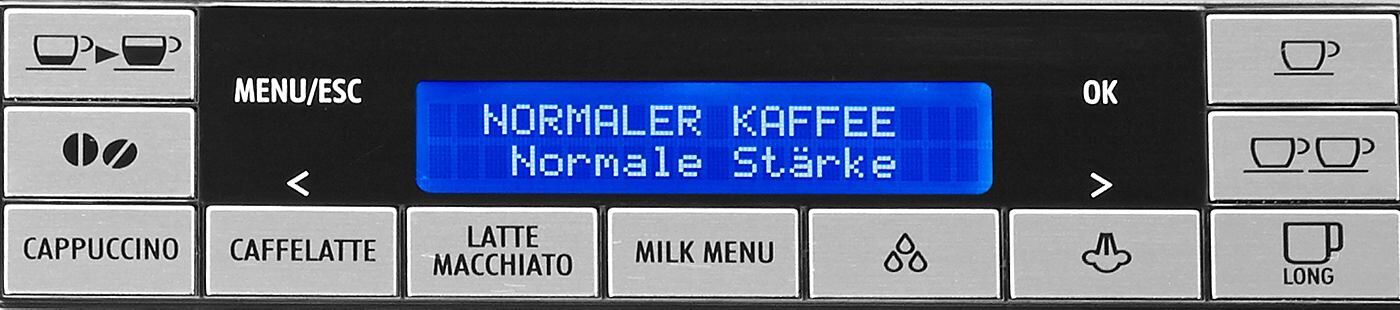 MENU/ESC
NORMALER KAFFEE
Normale Stärke
OK
<
>
CAPPUCCINO
CAFFELATTE
LATTE
MACCHIATO
MILK MENU
LONG